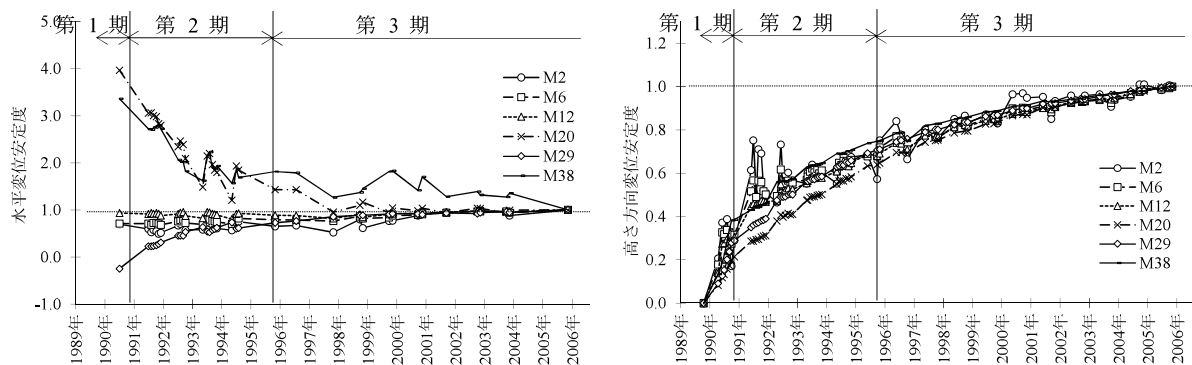 5.0
第 1 期
第 2 期
第 3 期
4.0
3.0
2.0
1.0
0.0
-1.0
水平変位安定度
M2
M6
M12
M20
M29
M38
1989年
1990年
1991年
1992年
1993年
1994年
1995年
1996年
1997年
1998年
1999年
2000年
2001年
2002年
2003年
2004年
2005年
2006年
第 1 期
第 2 期
第 3 期
1.2
1.0
0.8
0.6
0.4
0.2
0.0
高さ方向変位安定度
M2
M6
M12
M20
M29
M38
1989年
1990年
1991年
1992年
1993年
1994年
1995年
1996年
1997年
1998年
1999年
2000年
2001年
2002年
2003年
2004年
2005年
2006年